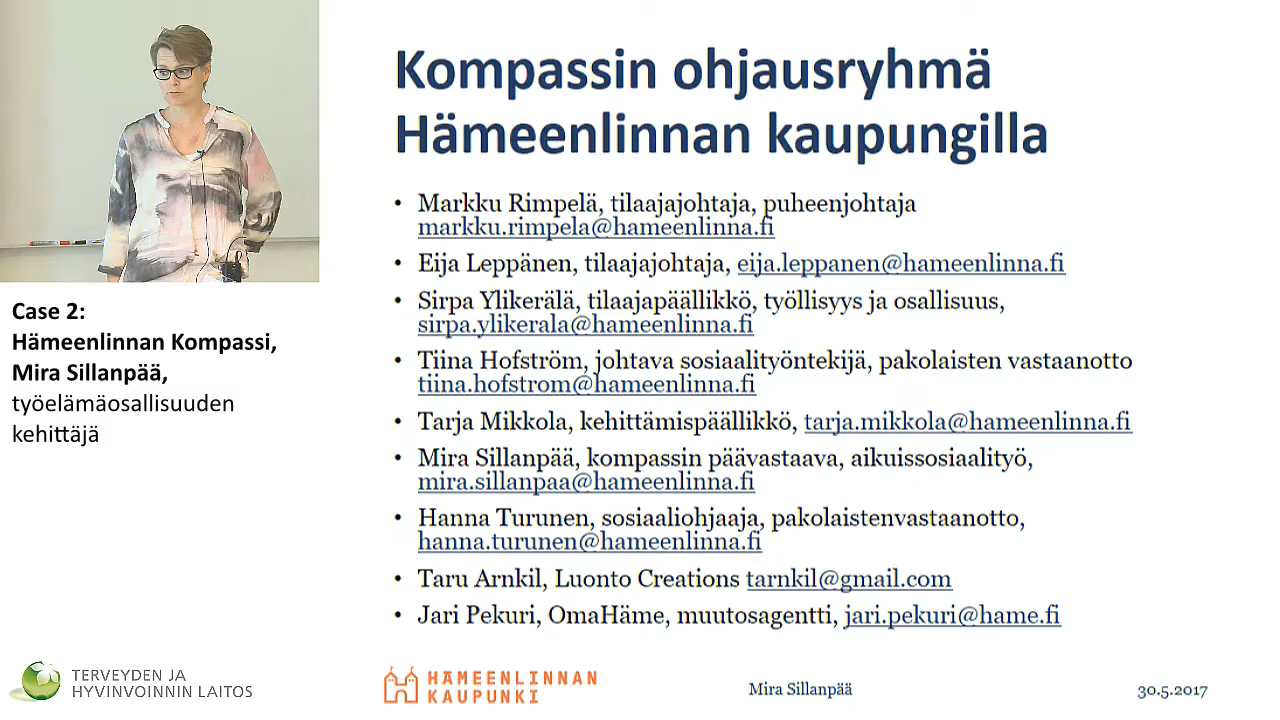 Kompassin ohjausryhmä
Hämeenlinnan kaupungilla
• Markku Rimpelä, tilaajajohtaja, puheenjohtaja
markku.rimpela@hameenlinna.fi
• Eija Leppänen, tilaajajohtaja, eija.leppanen@hameenlinna.fi
• Sirpa Ylikerälä, tilaajapäällikkö, työllisyys ja osallisuus,
sirpa.ylikerala@hameenlinna.fi
• Tiina Hofström, johtava sosiaalityöntekijä, pakolaisten vastaanotto
tiina.hofstrom@hameenlinna.fi
• Tarja Mikkola, kehittämispäällikkö, tarja.mikkola@hameenlinna.fi
• Mira Sillanpää, kompassin päävastaava, aikuissosiaalityö,
mira.sillanpaa@hameenlinna.fi
• Hanna Turunen, sosiaaliohjaaja, pakolaistenvastaanotto,
hanna.turunen@hameenlinna.fi
• Taru Arnkil, Luonto Creations tarnkil@gmail.com
• Jari Pekuri, OmaHäme, muutosagentti, jari.pekuri@hame.fi
Case 2:
Hämeenlinnan Kompassi,
Mira Sillanpää,
työelämäosallisuuden
kehittäjä
TERVEYDEN JA
HYVINVOINNIN LAITOS
HÄMEENLINNAN
KAUPUNKI
Mira Sillanpää
30.5.2017